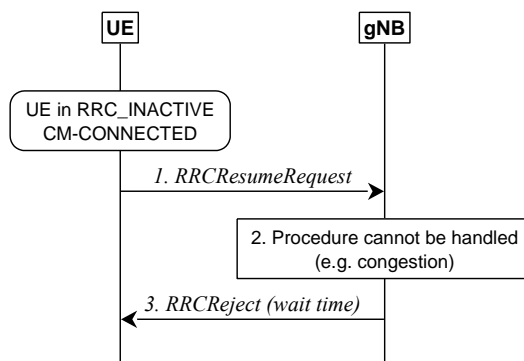 UE
gNB
UE in RRC_INACTIVE
CM-CONNECTED
1. RRCResumeRequest
2. Procedure cannot be handled
(e.g. congestion)
3. RRCReject (wait time)